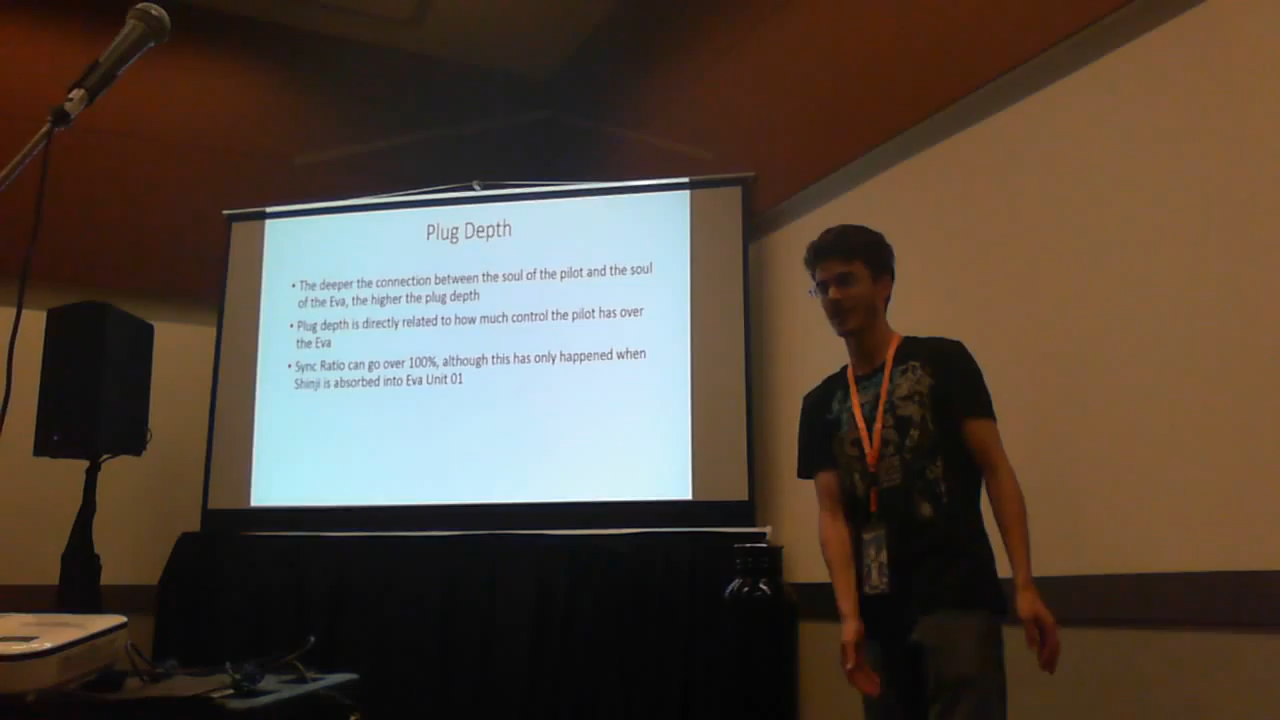 Plug Depth
• The deeper the connection between the soul of the pilot and the soul
of the Eva, the higher the plug depth
• Plug depth is directly related to how much control the pilot has over
the Eva
• Sync Ratio can go over 100%, although this has only happened when
Shinji is absorbed into Eva Unit 01